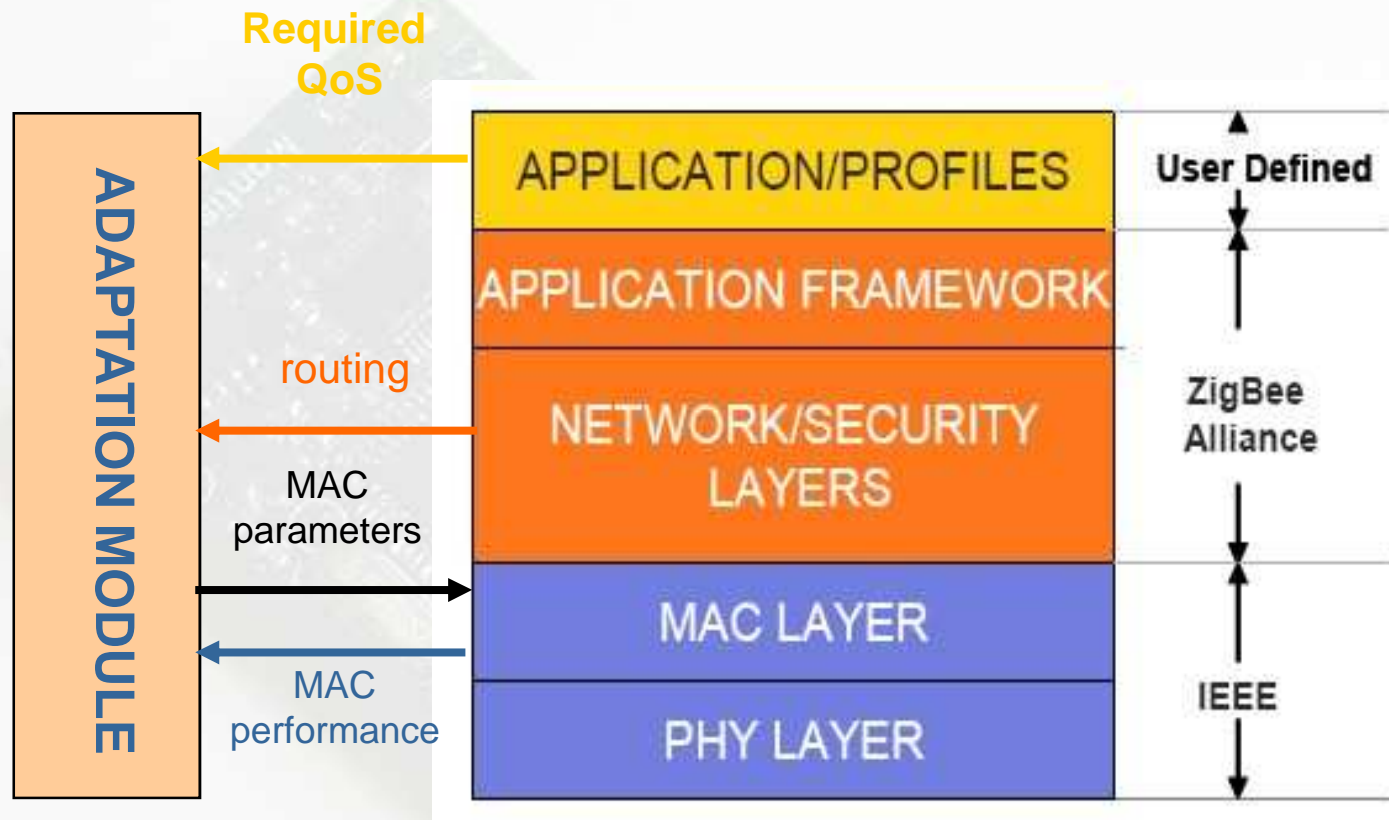 Required
QoS
ADAPTATION MODULE
APPLICATION/PROFILES
User Defined
APPLICATION FRAMEWORK
routing
NETWORK/SECURITY
LAYERS
ZigBee
Alliance
MAC
parameters
MAC LAYER
MAC
performance
IEEE
PHY LAYER